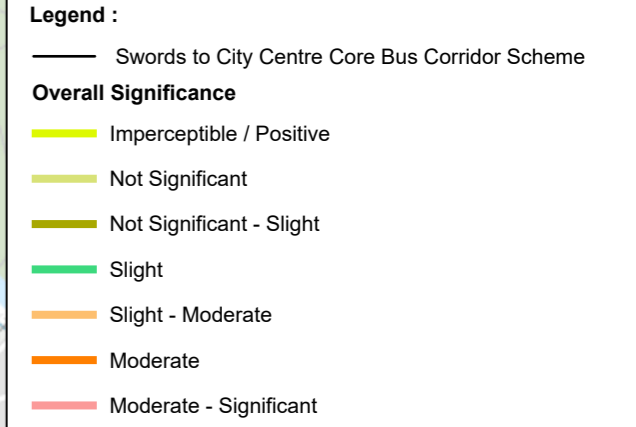 Legend :
Swords to City Centre Core Bus Corridor Scheme
Overall Significance
Imperceptible / Positive
Not Significant
Not Significant - Slight
Slight
Slight - Moderate
Moderate
Moderate - Significant